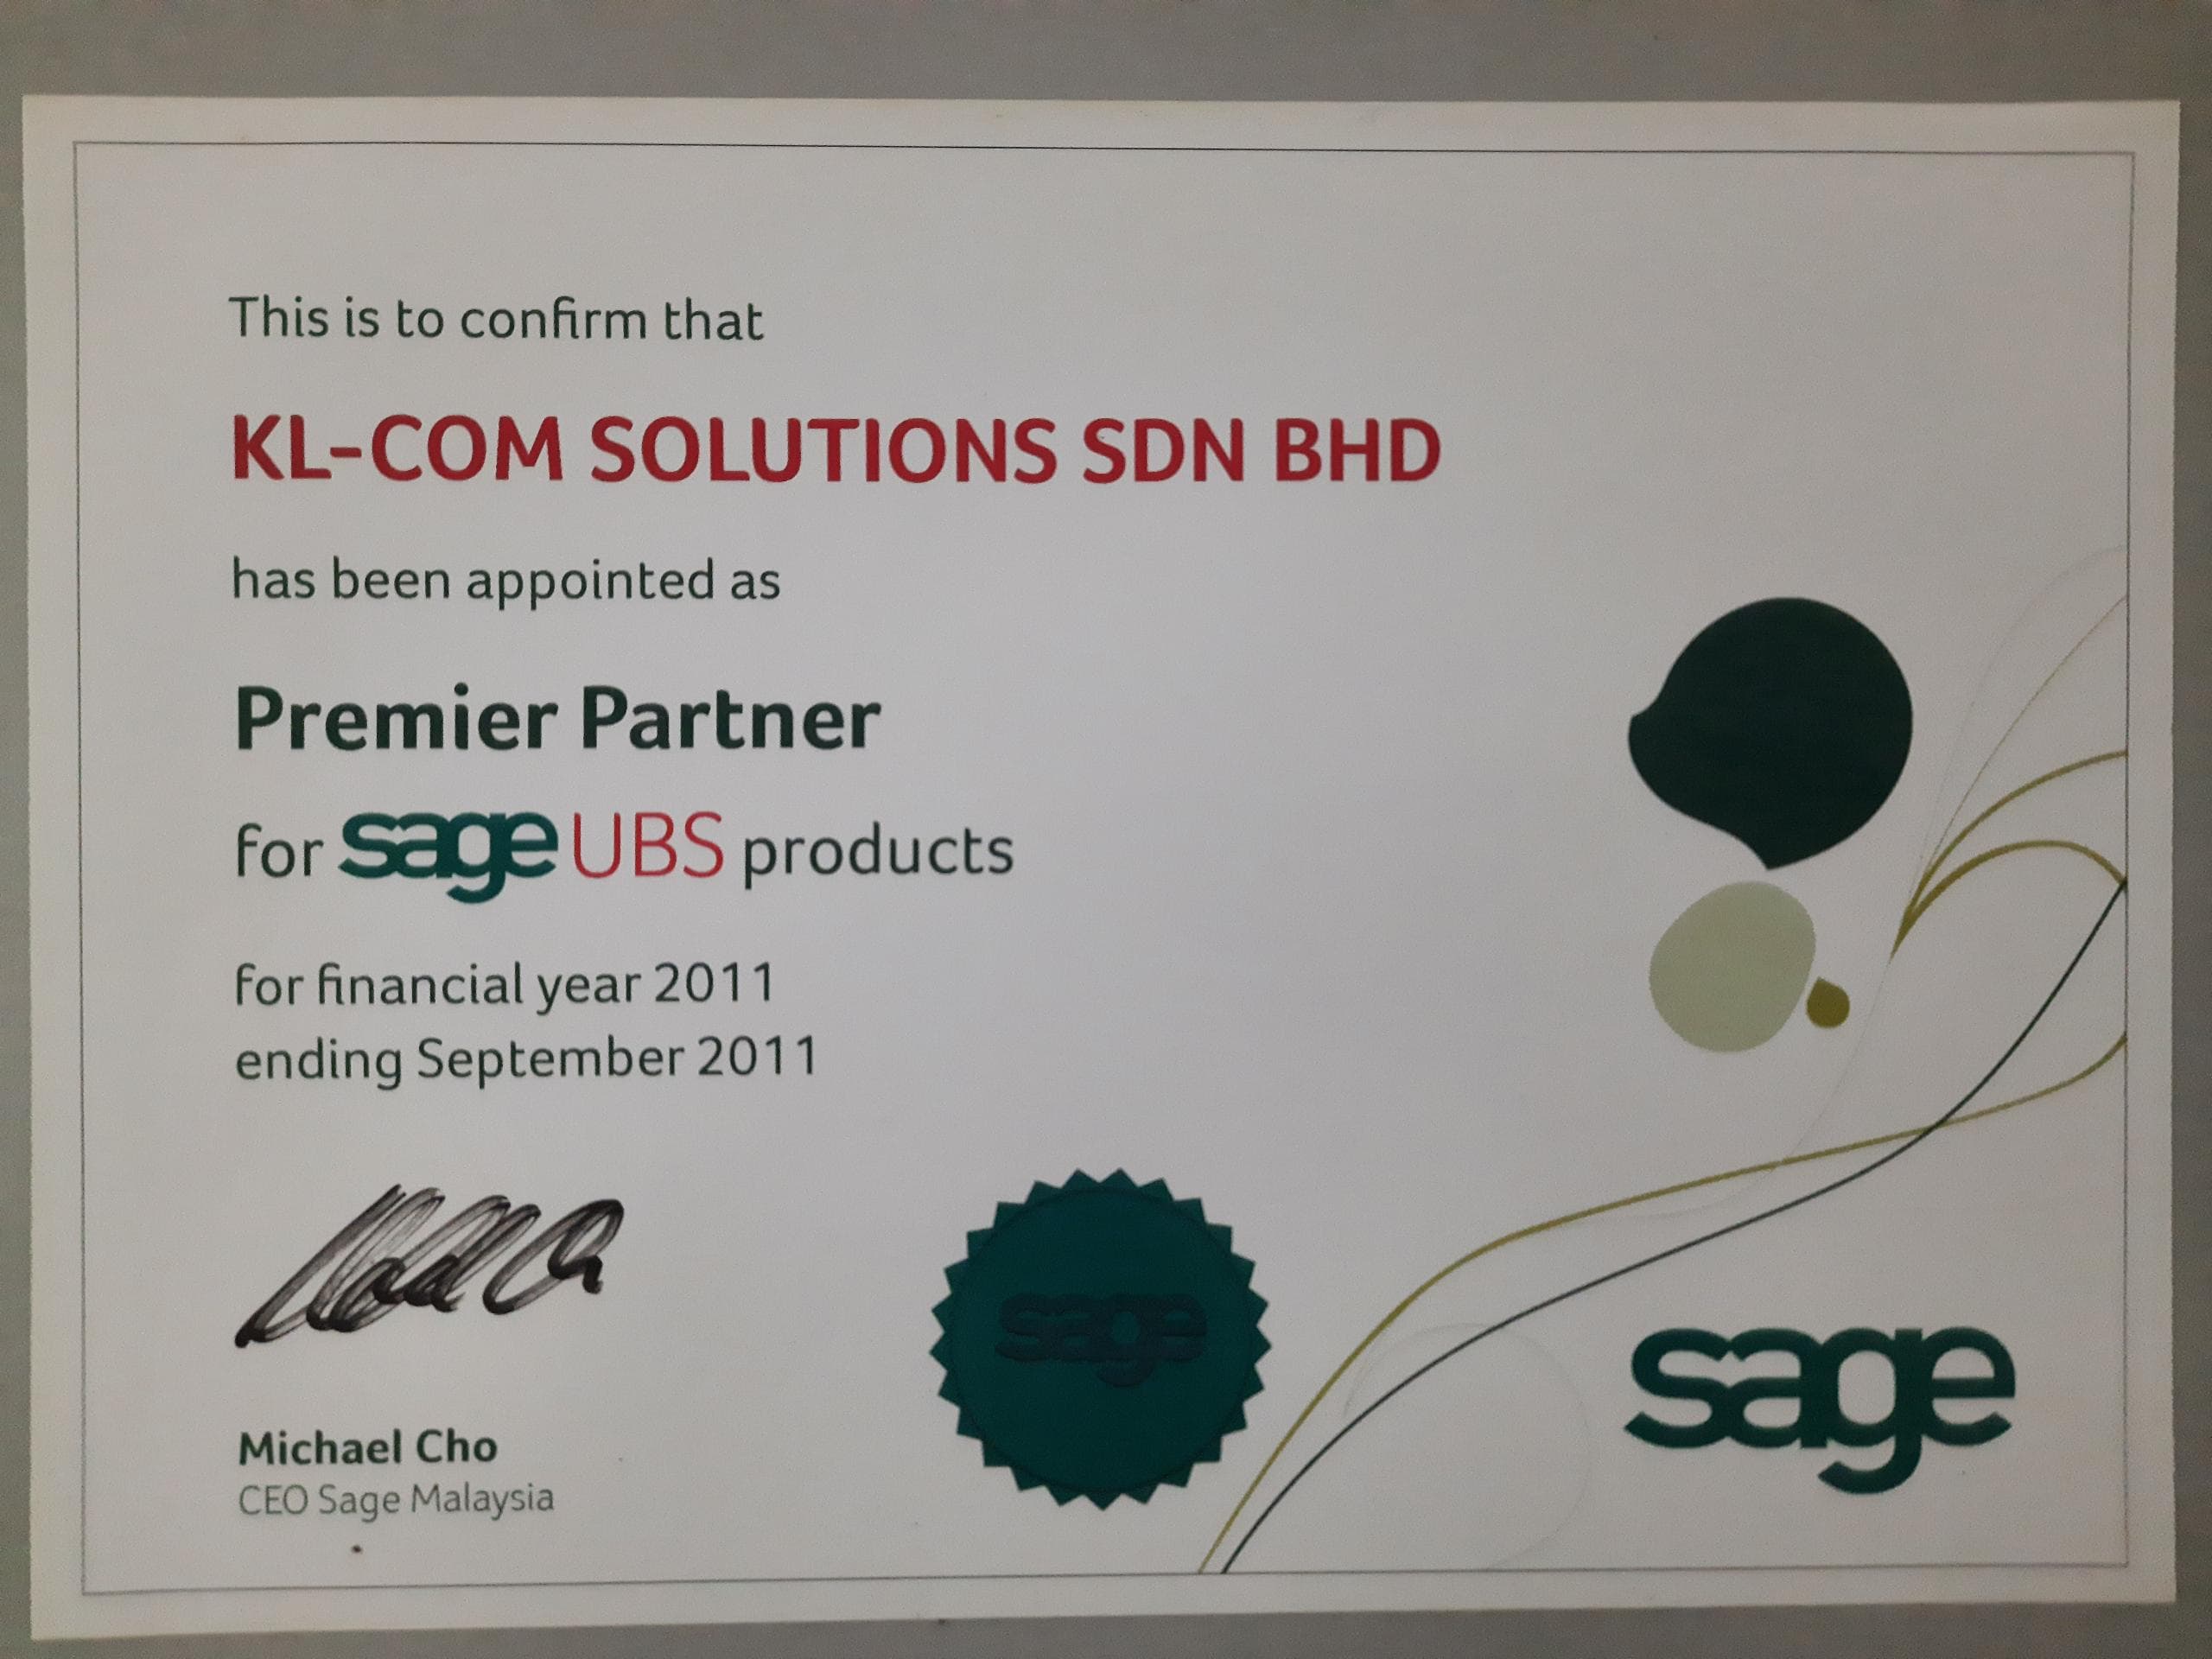 This is to confirm that
KL-COM SOLUTIONS SDN BHD
has been appointed as
Premier Partner
for sage UBS products
for financial year 2011
ending September 2011
Michael Cho
CEO Sage Malaysia
sage
sage